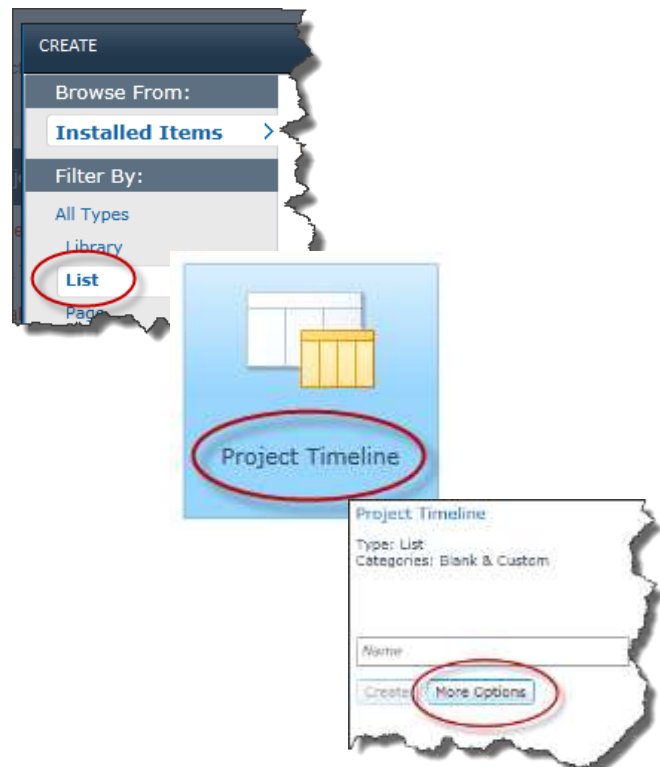 CREATE
Browse From:
Installed Items >
Filter By:
All Types
Library
List
Page
Project Timeline
Project Timeline
Type: List
Categories: Blank & Custom
Name
Create
More Options